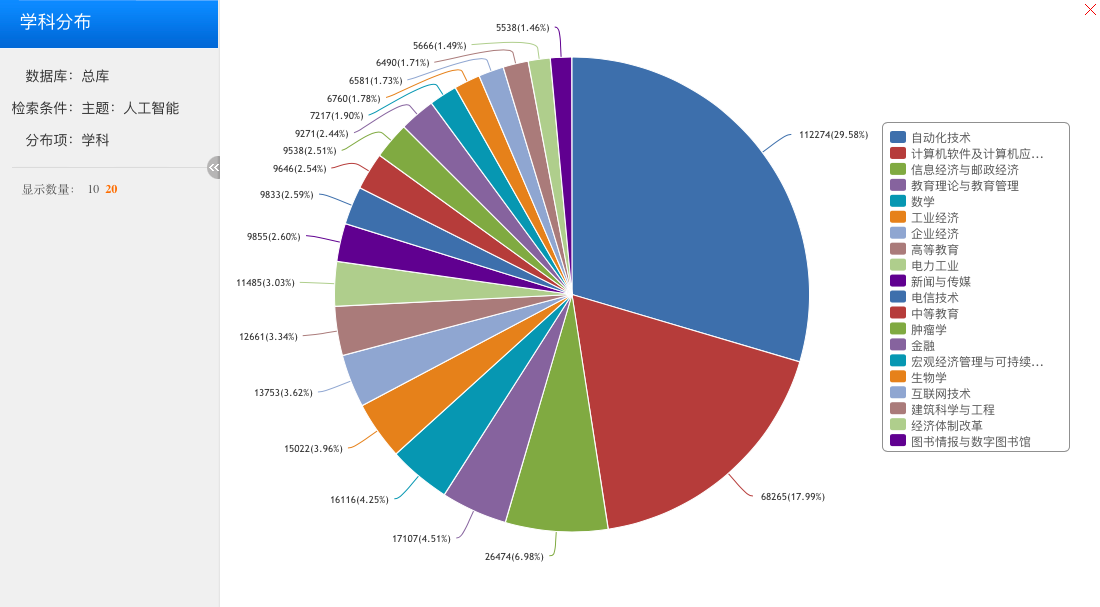 学科分布
数据库：总库
检索条件：主题：人工智能
分布项：学科
显示数量： 10 20
5538(1.46%)
5666(1.49%)
6490(1.71%)
6581(1.73%)
6760(1.78%)
7217(1.90%)
9271(2.44%)
9538(2.51%)
9646(2.54%)
9833(2.59%)
9855(2.60%)
11485(3.03%)
12661(3.34%)
13753(3.62%)
15022(3.96%)
16116(4.25%)
17107(4.51%)
26474(6.98%)
68265(17.99%)
112274(29.58%)
自动化技术
计算机软件及计算机应...
信息经济与邮政经济
教育理论与教育管理
数学
工业经济
企业经济
高等教育
电力工业
新闻与传媒
电信技术
中等教育
肿瘤学
金融
宏观经济管理与可持续...
生物学
互联网技术
建筑科学与工程
经济体制改革
图书情报与数字图书馆